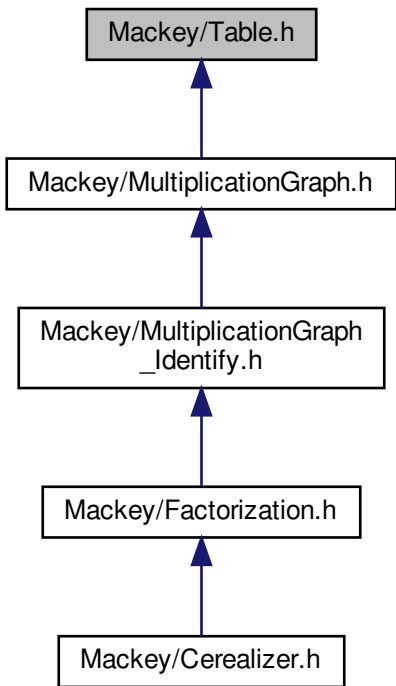 Mackey/Table.h
Mackey/MultiplicationGraph.h
Mackey/MultiplicationGraph
_Identify.h
Mackey/Factorization.h
Mackey/Cerealizer.h